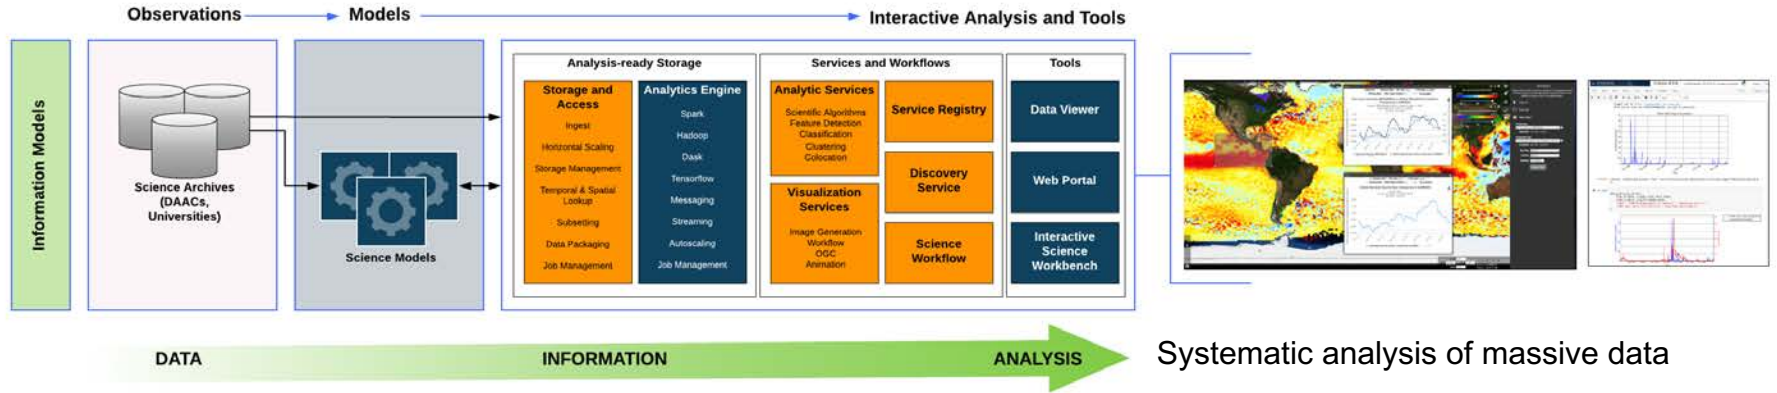 Observations
Models
Interactive Analysis and Tools
Information Models
Science Archives
(DAACs,
Universities)
Science Models
Analysis-ready Storage
Storage and
Access
Ingest
Horizontal Scaling
Storage Management
Temporal & Spatial
Lookup
Subsetting
Data Packaging
Job Management
Analytics Engine
Spark
Hadoop
Dask
Tensorflow
Messaging
Streaming
Autoscaling
Job Management
Services and Workflows
Analytic Services
Scientific Algorithms
Feature Detection
Classification
Clustering
Colocation
Visualization
Services
Image Generation
Workflow
OGC
Animation
Service Registry
Discovery
Service
Science
Workflow
Tools
Data Viewer
Web Portal
Interactive
Science
Workbench
DATA
INFORMATION
ANALYSIS
Systematic analysis of massive data